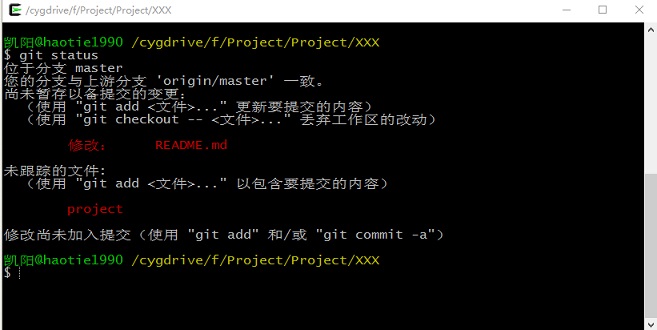 /cygdrive/f/Project/Project/XXX
凯阳@haotie1990 /cygdrive/f/Project/Project/XXX
$ git status
位于分支 master
您的分支与上游分支 'origin/master' 一致。
尚未暂存以备提交的变更：
（使用 "git add <文件>..." 更新要提交的内容）
（使用 "git checkout -- <文件>..." 丢弃工作区的改动）
修改： README.md
未跟踪的文件:
（使用 "git add <文件>..." 以包含要提交的内容）
project
修改尚未加入提交（使用 "git add" 和/或 "git commit -a"）
凯阳@haotie1990 /cygdrive/f/Project/Project/XXX
$